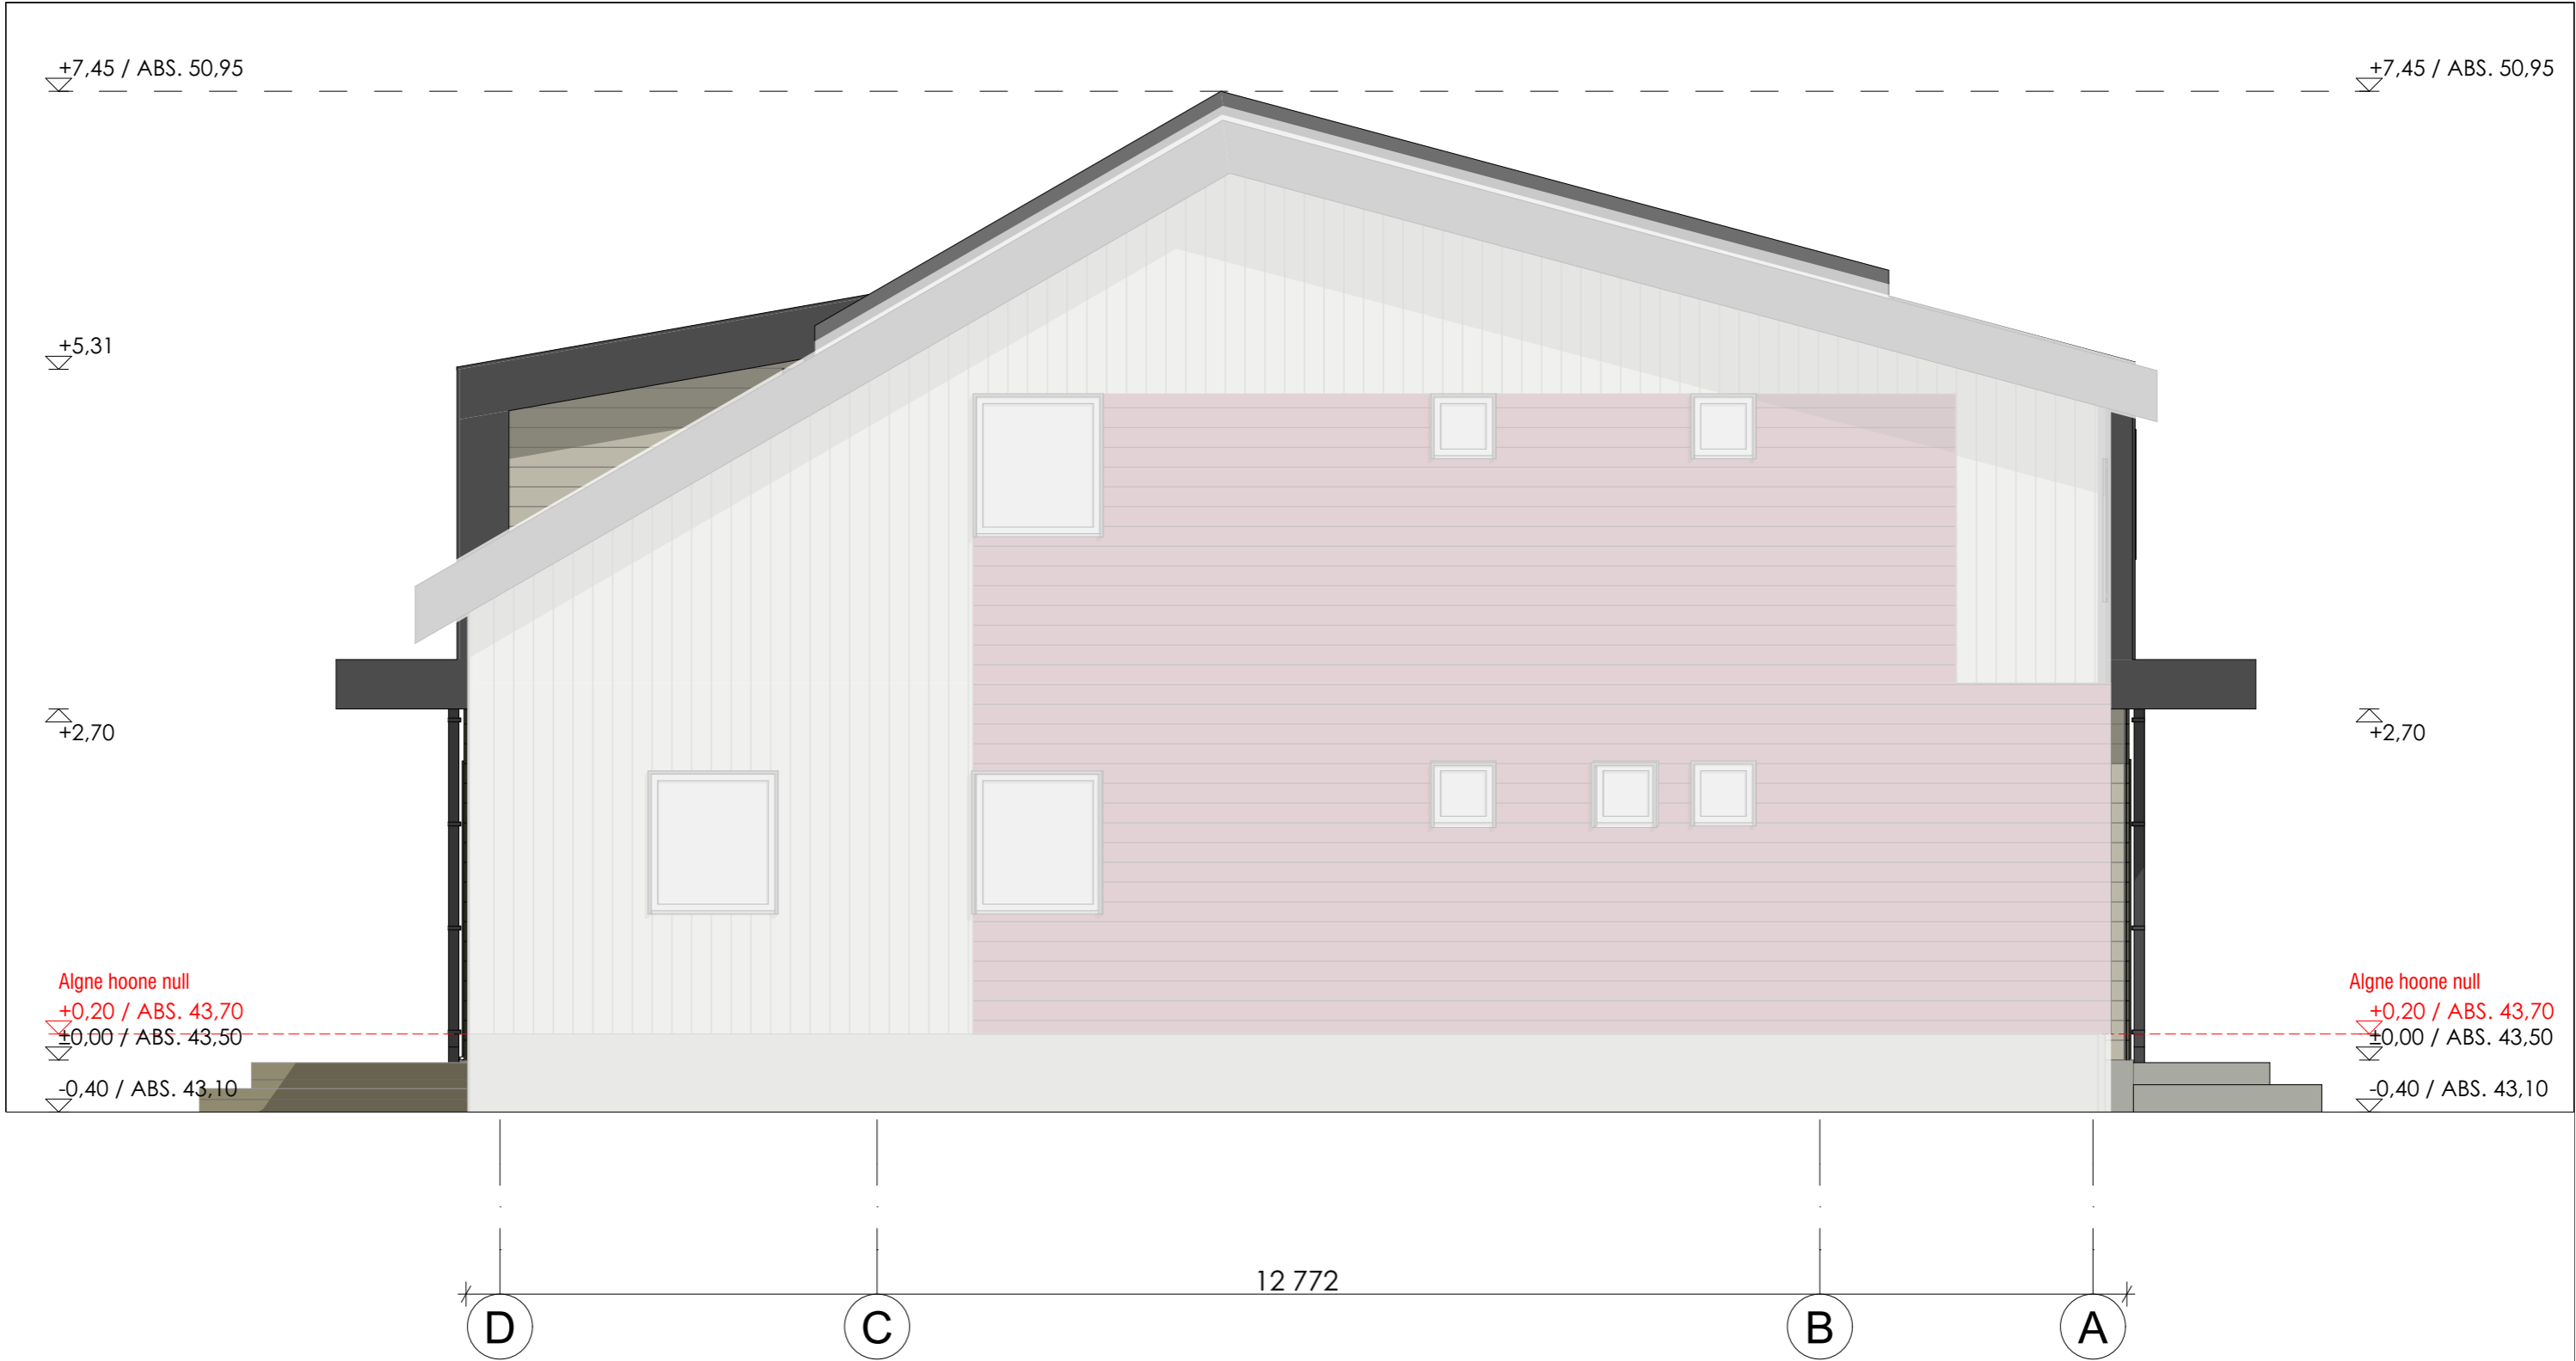 +7,45 / ABS. 50,95
+7,45 / ABS. 50,95
+5,31
+2,70
+2,70
Algne hoone null
Algne hoone null
+0,20 / ABS. 43,70
+0,20 / ABS. 43,70
±0,00 / ABS. 43,50
±0,00 / ABS. 43,50
-0,40 / ABS. 43,10
-0,40 / ABS. 43,10
12 772
D
C
B
A